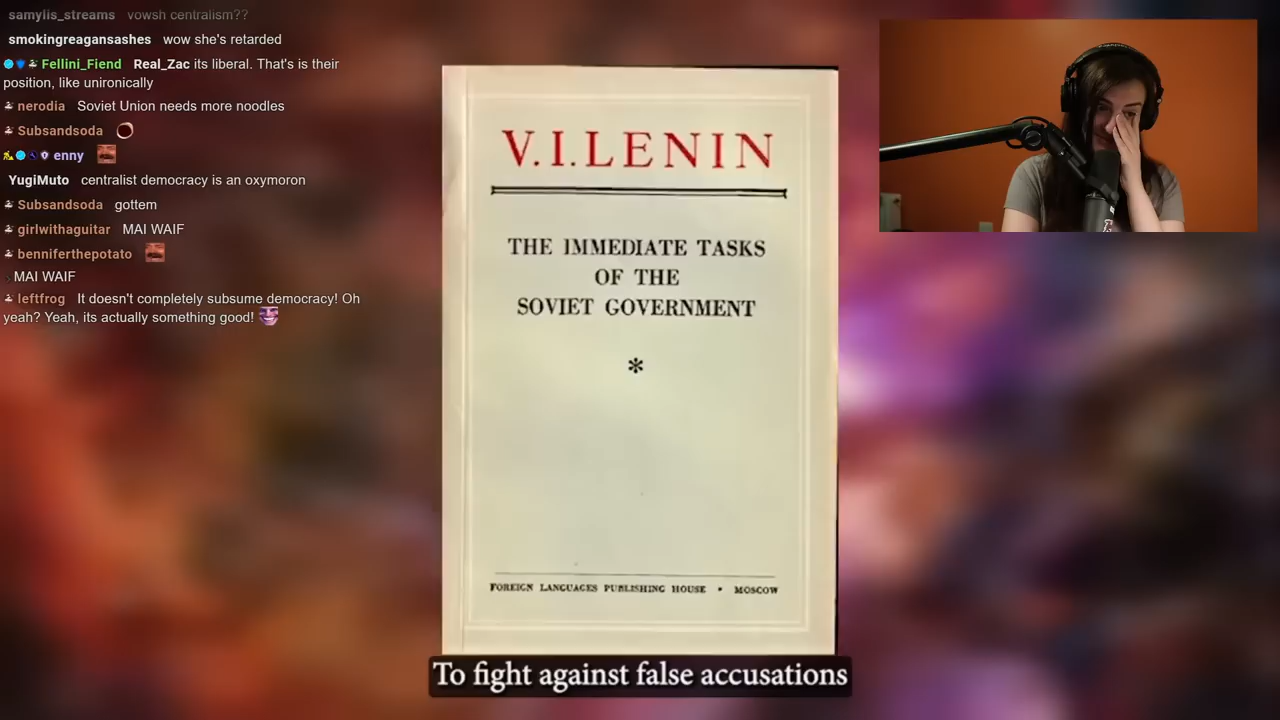 samylis_streams vowsh centralism??
smokingreagansashes wow she's retarded
Fellini_Fiend Real_Zac its liberal. That's is their
position, like unironically
nerodia Soviet Union needs more noodles
Subsandsoda
enny
YugiMuto centralist democracy is an oxymoron
Subsandsoda gottem
girlwithaguitar MAI WAIF
benniferthepotato
MAI WAIF
leftfrog It doesn't completely subsume democracy! Oh
yeah? Yeah, its actually something good!
V.I.LENIN
THE IMMEDIATE TASKS
OF THE
SOVIET GOVERNMENT
*
FOREIGN LANGUAGES PUBLISHING HOUSE • MOSCOW
To fight against false accusations